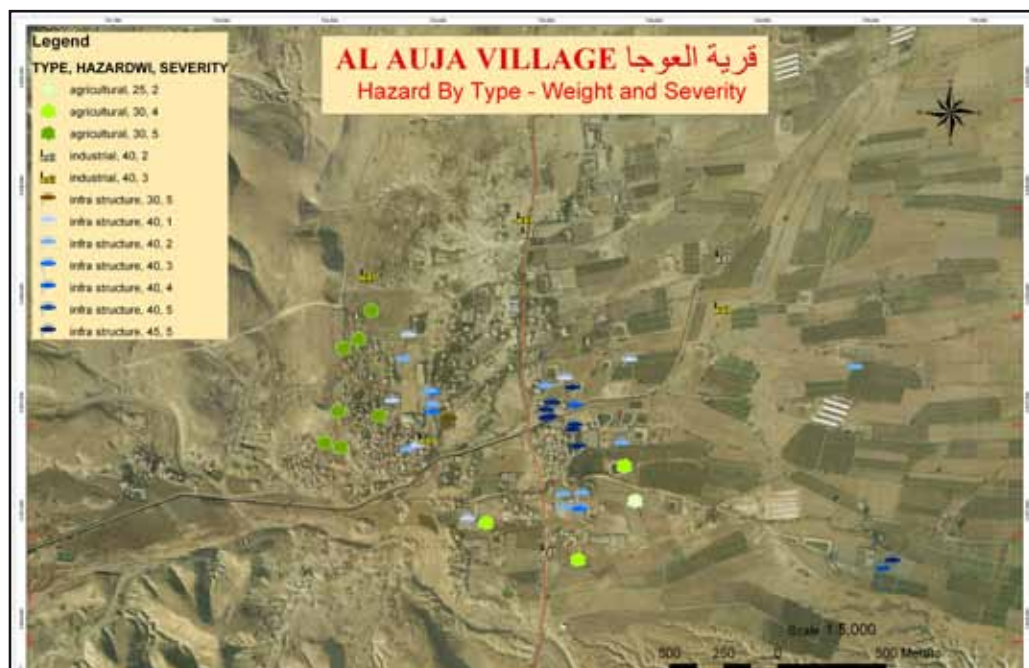 Legend
TYPE, HAZARDWI, SEVERITY
agricultural, 25, 2
agricultural, 30, 4
agricultural, 30, 5
industrial, 40, 2
industrial, 40, 3
infra structure, 30, 5
infra structure, 40, 1
infra structure, 40, 2
infra structure, 40, 3
infra structure, 40, 4
infra structure, 40, 5
infra structure, 45, 5
AL AUJA VILLAGE قرية العوجا
Hazard By Type - Weight and Severity
Scale 1:5,000
500 250 0 500 Meters